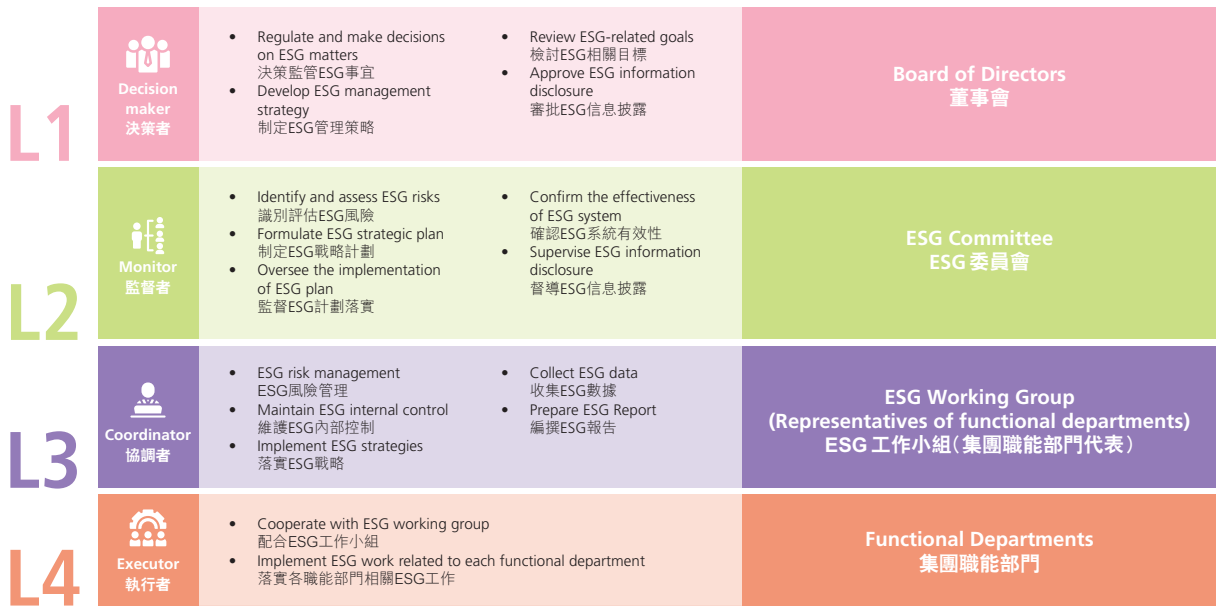 L1
Decision
maker
決策者
• Regulate and make decisions
on ESG matters
決策監管ESG事宜
• Develop ESG management
strategy
制定ESG管理策略
• Review ESG-related goals
檢討ESG相關目標
• Approve ESG information
disclosure
審批ESG信息披露
Board of Directors
董事會
L2
Monitor
監督者
• Identify and assess ESG risks
識別評估ESG風險
• Formulate ESG strategic plan
制定ESG戰略計劃
• Oversee the implementation
of ESG plan
監督ESG計劃落實
• Confirm the effectiveness
of ESG system
確認ESG系統有效性
• Supervise ESG information
disclosure
督導ESG信息披露
ESG Committee
ESG 委員會
L3
Coordinator
協調者
• ESG risk management
ESG風險管理
• Maintain ESG internal control
維護ESG內部控制
• Implement ESG strategies
落實ESG戰略
• Collect ESG data
收集ESG數據
• Prepare ESG Report
編撰ESG報告
ESG Working Group
(Representatives of functional departments)
ESG 工作小組(集團職能部門代表)
L4
Executor
執行者
• Cooperate with ESG working group
配合ESG工作小組
• Implement ESG work related to each functional department
落實各職能部門相關ESG工作
Functional Departments
集團職能部門